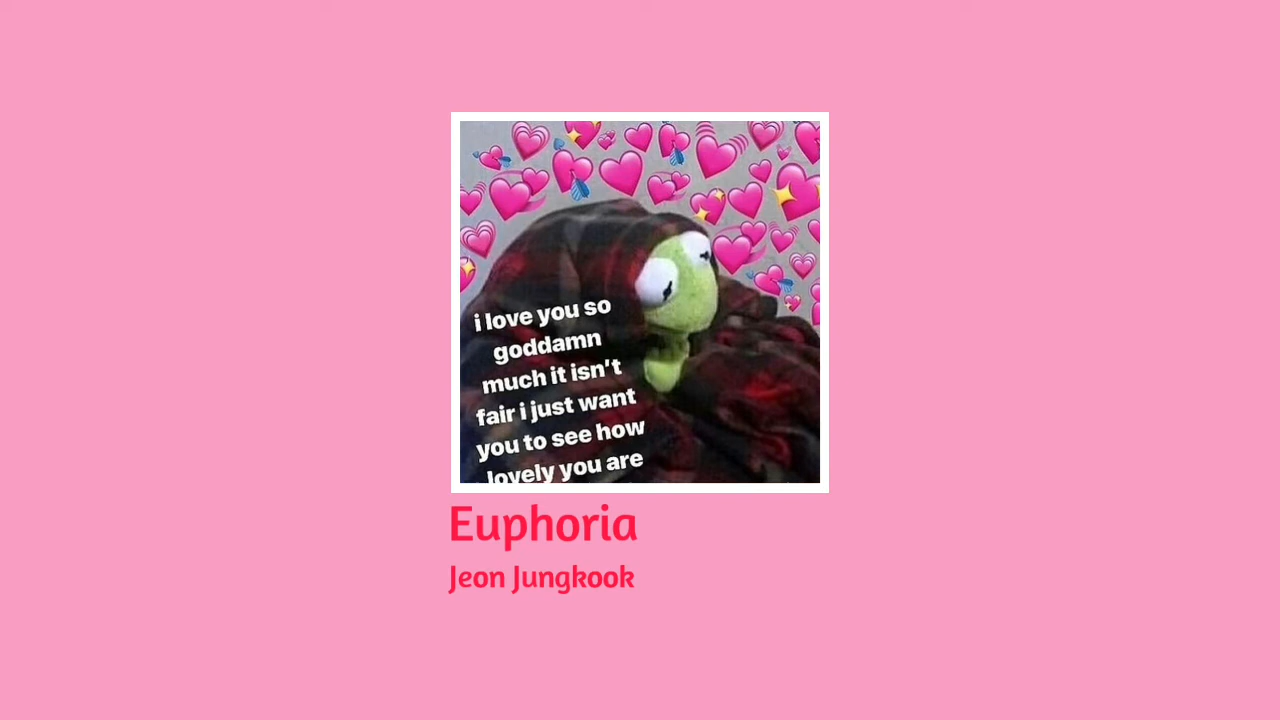 i love you so
goddamn
much it isn't
fair i just want
you to see how
lovely you are
Euphoria
Jeon Jungkook